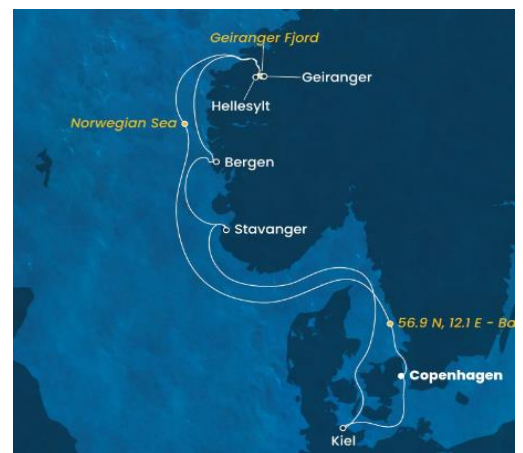 Geiranger Fjord
Geiranger
Hellesylt
Norwegian Sea
Bergen
Stavanger
56.9 N, 12.1 E - Ba
Copenhagen
Kiel